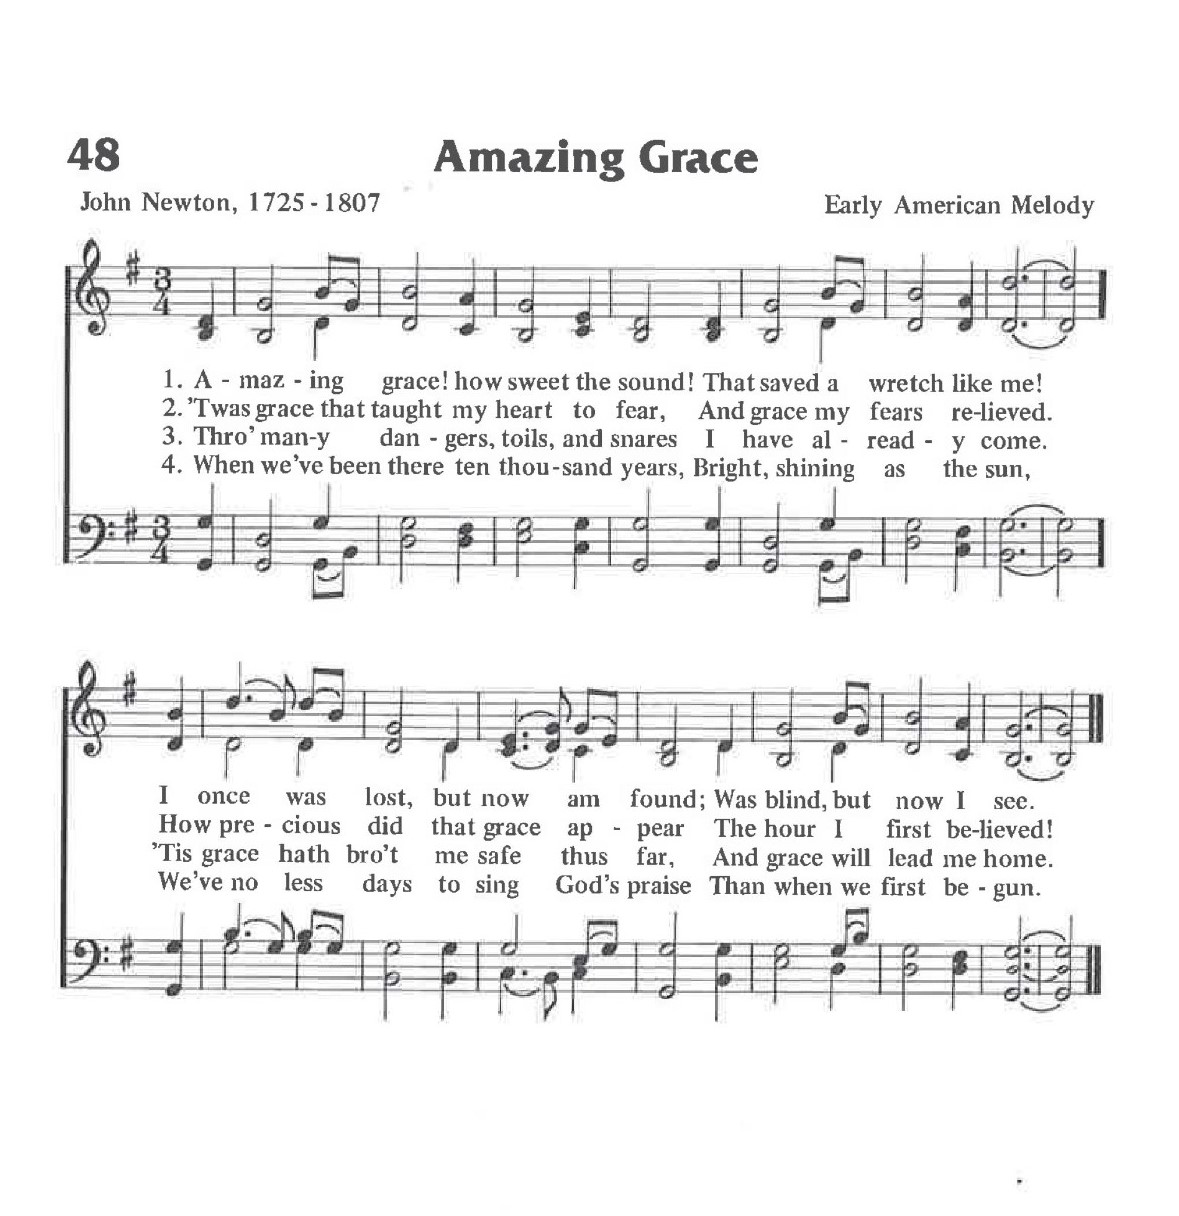 48
Amazing Grace
John Newton, 1725-1807
Early American Melody
3
4
1. A - maz - ing grace! how sweet the sound! That saved a wretch like me!
2. 'Twas grace that taught my heart to fear, And grace my fears re-lieved.
3. Thro' man-y dan - gers, toils, and snares I have al - read - y come.
4. When we've been there ten thou-sand years, Bright, shining as the sun,
3
4
I once was lost, but now am found; Was blind, but now I see.
How pre - cious did that grace ap - pear The hour I first be-lieved!
'Tis grace hath bro't me safe thus far, And grace will lead me home.
We've no less days to sing God's praise Than when we first be - gun.